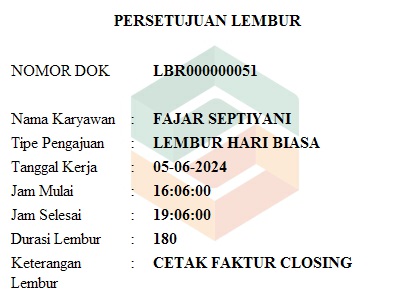 PERSETUJUAN LEMBUR
NOMOR DOK LBR000000051
Nama Karyawan : FAJAR SEPTIYANI
Tipe Pengajuan : LEMBUR HARI BIASA
Tanggal Kerja : 05-06-2024
Jam Mulai : 16:06:00
Jam Selesai : 19:06:00
Durasi Lembur : 180
Keterangan : CETAK FAKTUR CLOSING
Lembur